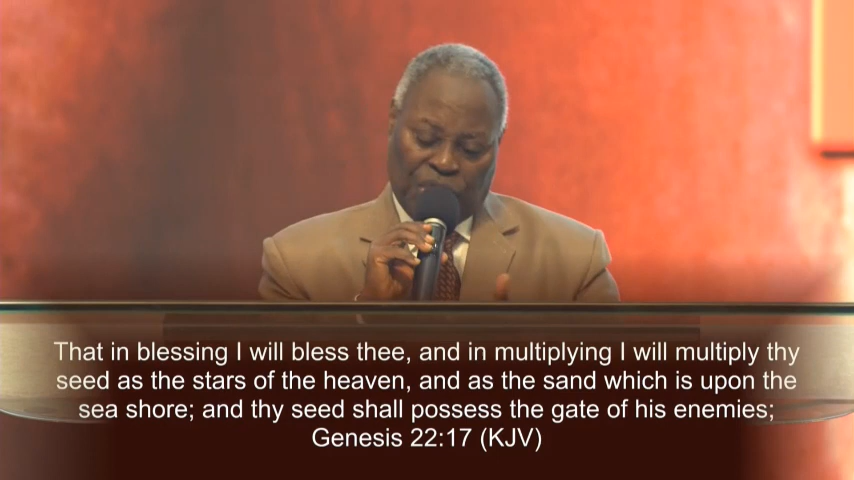 That in blessing I will bless thee, and in multiplying I will multiply thy
seed as the stars of the heaven, and as the sand which is upon the
sea shore; and thy seed shall possess the gate of his enemies;
Genesis 22:17 (KJV)